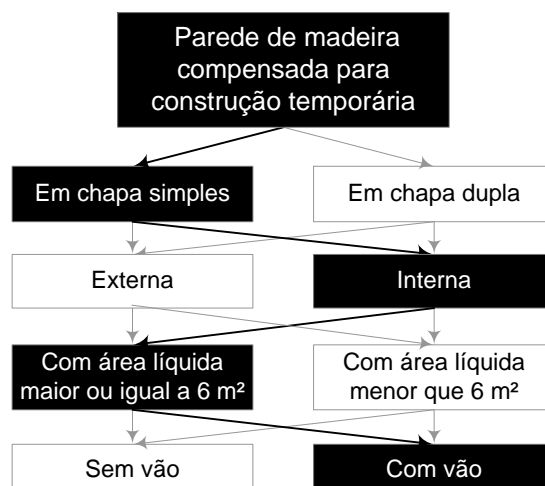 Parede de madeira
compensada para
construção temporária
Em chapa simples
Em chapa dupla
Externa
Interna
Com área líquida
maior ou igual a 6 m²
Com área líquida
menor que 6 m²
Sem vão
Com vão